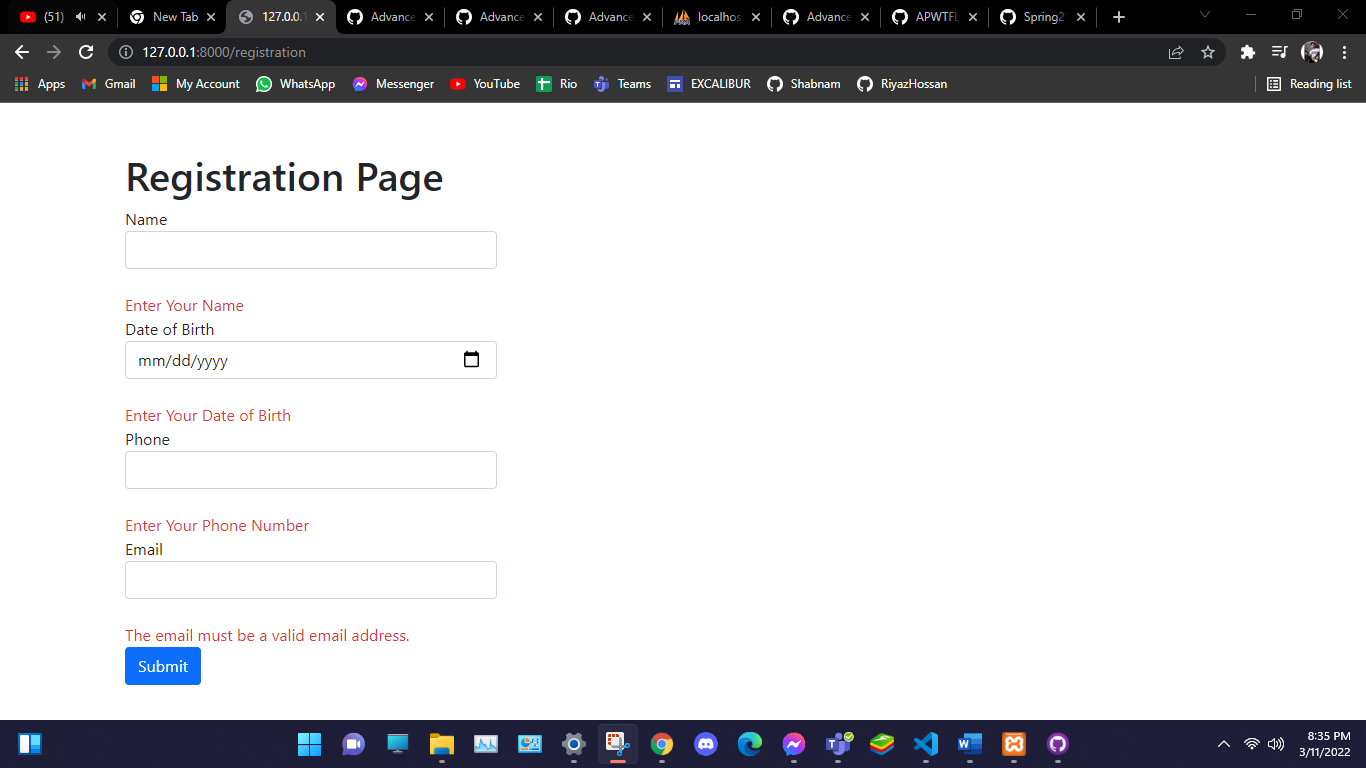 (51)
New Tab
127.0.0.1
Advance
Advance
Advance
localhos
Advance
APWTFL
Spring2
127.0.0.1:8000/registration
Apps
Gmail
My Account
WhatsApp
Messenger
YouTube
Rio
Teams
EXCALIBUR
Shabnam
RiyazHossan
Reading list
Registration Page
Name
Enter Your Name
Date of Birth
mm/dd/yyyy
Enter Your Date of Birth
Phone
Enter Your Phone Number
Email
The email must be a valid email address.
Submit
8:35 PM
3/11/2022